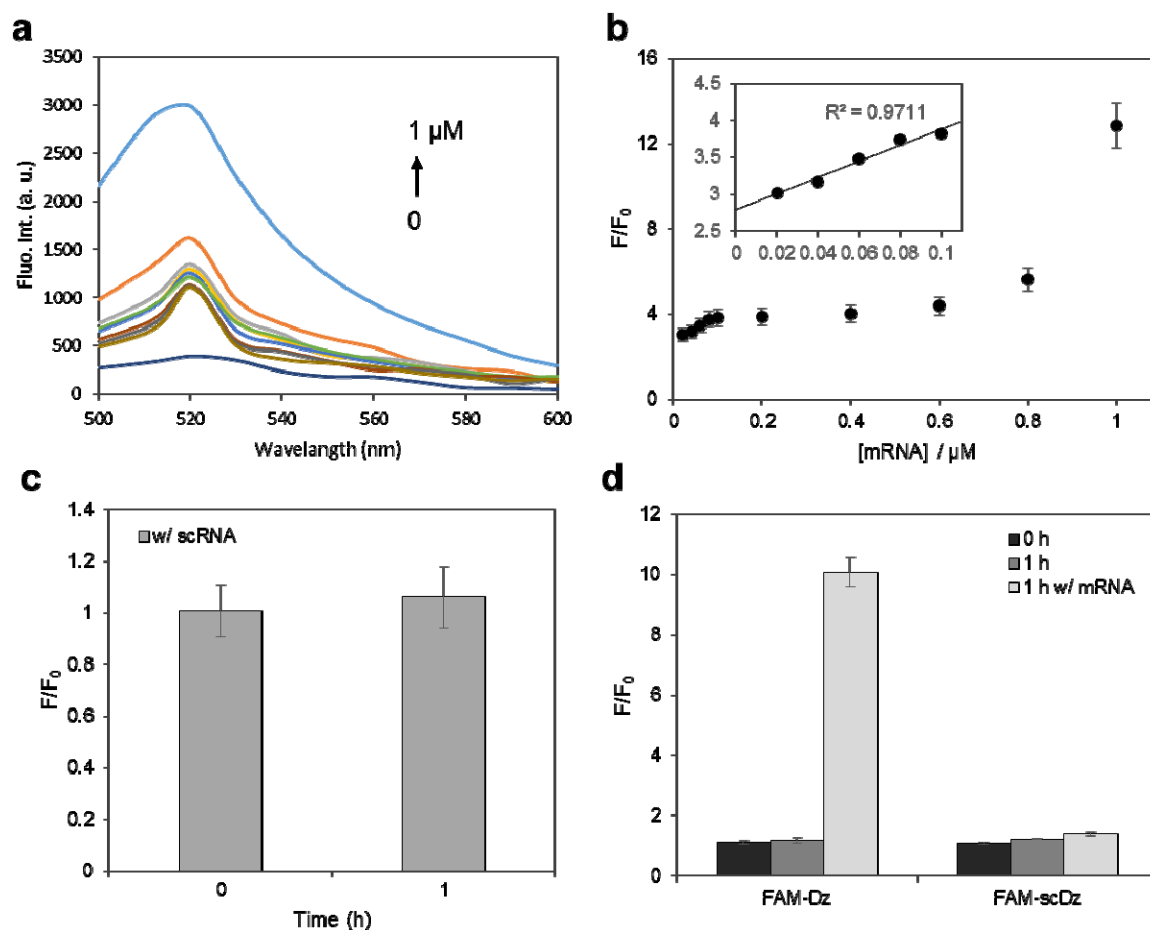 a
3500
3000
2500
2000
1500
1000
500
0
Fluo. Int. (a. u.)
1 µM
0
500 520 540 560 580 600
Wavelangth (nm)
b
16
12
8
4
0
F/F0
4.5
4
3.5
3
2.5
R² = 0.9711
0 0.02 0.04 0.06 0.08 0.1
0 0.2 0.4 0.6 0.8 1
[mRNA] / µM
c
1.4
1.2
1
0.8
0.6
0.4
0.2
0
F/F0
w/ scRNA
0 1
Time (h)
d
12
10
8
6
4
2
0
F/F0
0 h
1 h
1 h w/ mRNA
FAM-Dz FAM-scDz